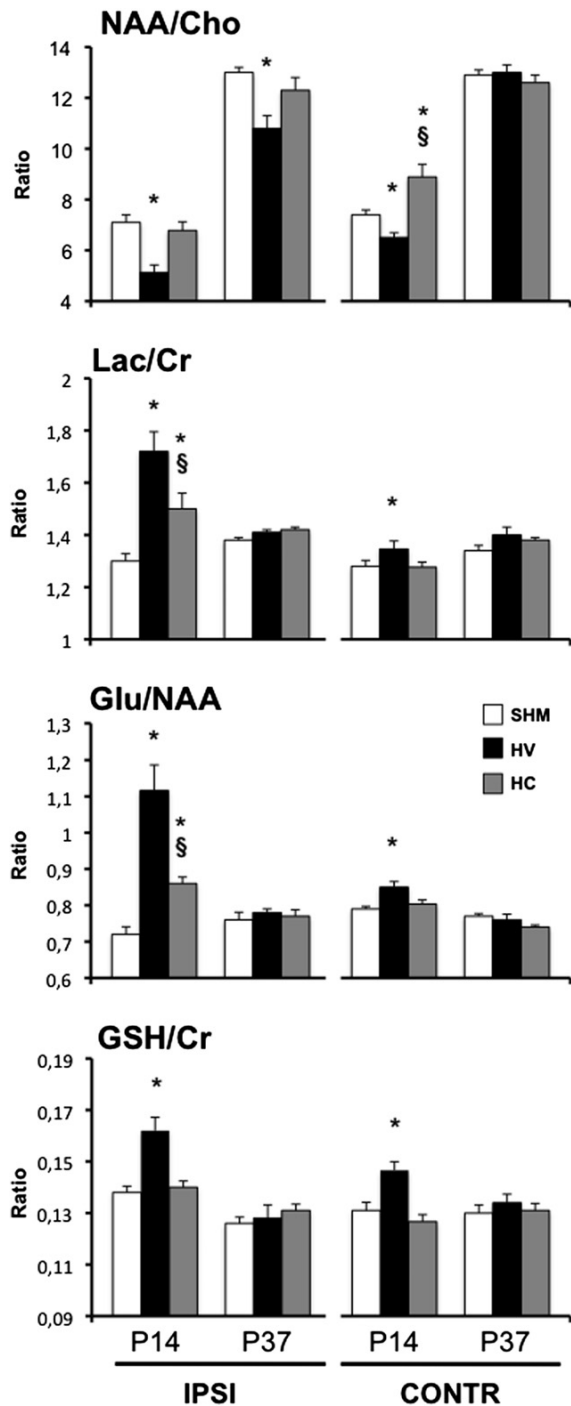 NAA/Cho
14
12
10
8
6
4
Ratio
* * * *
§
*
Lac/Cr
2
1,8
1,6
1,4
1,2
1
Ratio
* *
§
*
Glu/NAA
1,3
1,2
1,1
1
0,9
0,8
0,7
0,6
Ratio
* *
§
*
SHM
HV
HC
GSH/Cr
0,19
0,17
0,15
0,13
0,11
0,09
Ratio
* *
P14 P37 P14 P37
IPSI CONTR